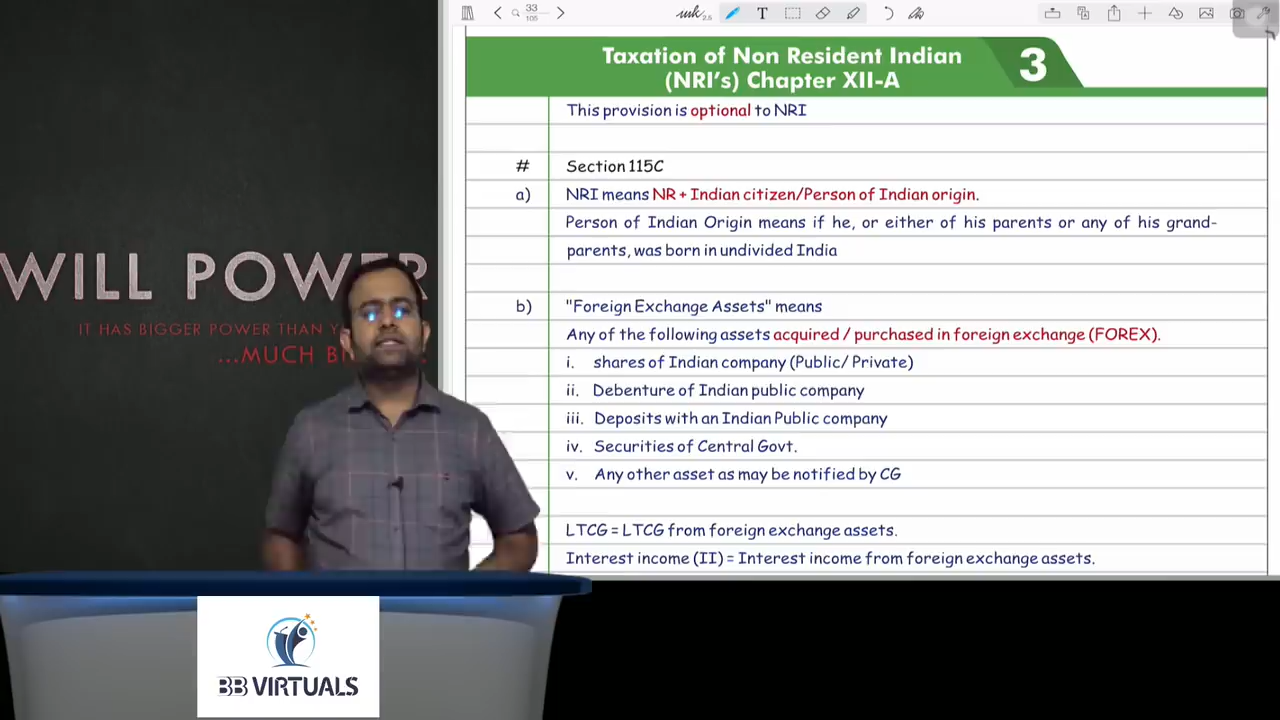 33
105
2.5
T
Taxation of Non Resident Indian
(NRI's) Chapter XII-A
3
This provision is optional to NRI
# Section 115C
a) NRI means NR + Indian citizen/Person of Indian origin.
Person of Indian Origin means if he, or either of his parents or any of his grand-
parents, was born in undivided India
b) "Foreign Exchange Assets" means
Any of the following assets acquired / purchased in foreign exchange (FOREX).
i. shares of Indian company (Public/ Private)
ii. Debenture of Indian public company
iii. Deposits with an Indian Public company
iv. Securities of Central Govt.
v. Any other asset as may be notified by CG
LTCG = LTCG from foreign exchange assets.
Interest income (II) = Interest income from foreign exchange assets.
WILL POWER
IT HAS BIGGER POWER THAN
...MUCH
BB VIRTUALS